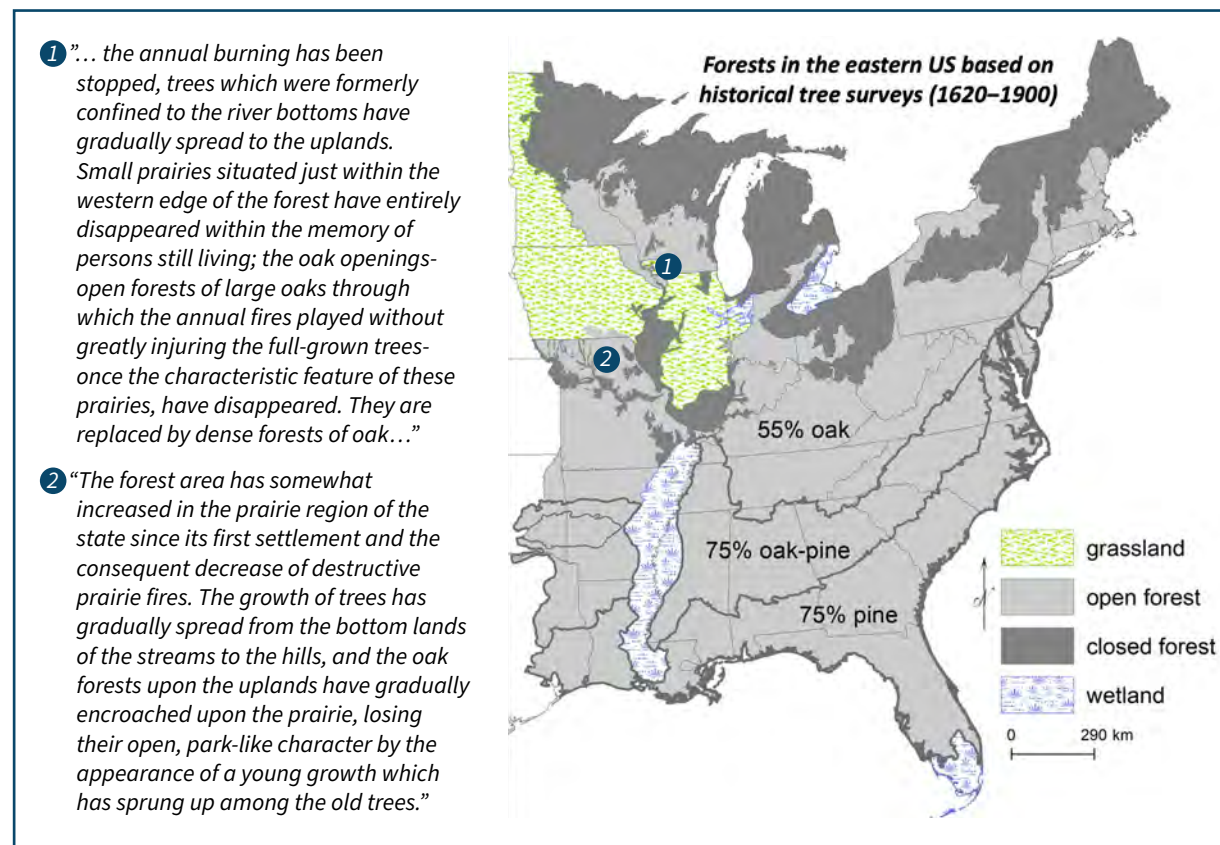 1 "… the annual burning has been
stopped, trees which were formerly
confined to the river bottoms have
gradually spread to the uplands.
Small prairies situated just within the
western edge of the forest have entirely
disappeared within the memory of
persons still living; the oak openings-
open forests of large oaks through
which the annual fires played without
greatly injuring the full-grown trees-
once the characteristic feature of these
prairies, have disappeared. They are
replaced by dense forests of oak…"
2 "The forest area has somewhat
increased in the prairie region of the
state since its first settlement and the
consequent decrease of destructive
prairie fires. The growth of trees has
gradually spread from the bottom lands
of the streams to the hills, and the oak
forests upon the uplands have gradually
encroached upon the prairie, losing
their open, park-like character by the
appearance of a young growth which
has sprung up among the old trees."
Forests in the eastern US based on
historical tree surveys (1620–1900)
1
2
55% oak
75% oak-pine
75% pine
grassland
open forest
closed forest
wetland
0 290 km